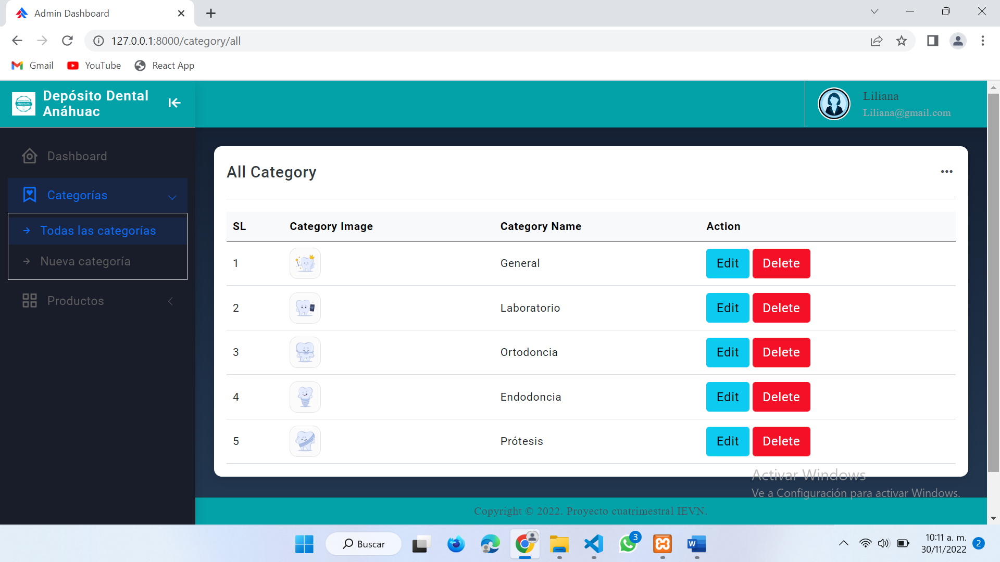 Admin Dashboard
127.0.0.1:8000/category/all
Gmail
YouTube
React App
Depósito Dental
Anáhuac
Liliana
Liliana@gmail.com
Dashboard
Categorías
Todas las categorías
Nueva categoría
Productos
All Category
SL Category Image Category Name Action
1 General Edit Delete
2 Laboratorio Edit Delete
3 Ortodoncia Edit Delete
4 Endodoncia Edit Delete
5 Prótesis Edit Delete
Activar Windows
Ve a Configuración para activar Windows.
Copyright © 2022. Proyecto cuatrimestral IEVN.
Buscar
3
W
10:11 a. m.
30/11/2022
2